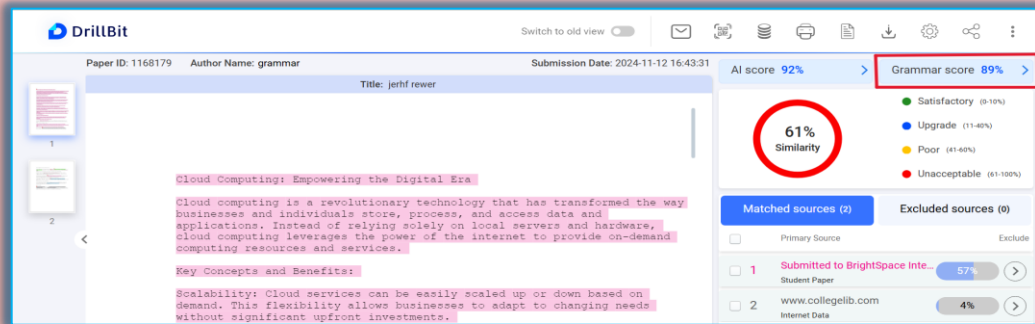 DrillBit
Switch to old view
Paper ID: 1168179 Author Name: grammar Submission Date: 2024-11-12 16:43:31
Title: jerhf rewer
1
2
Cloud Computing: Empowering the Digital Era
Cloud computing is a revolutionary technology that has transformed the way
businesses and individuals store, process, and access data and
applications. Instead of relying solely on local servers and hardware,
cloud computing leverages the power of the internet to provide on-demand
computing resources and services.
Key Concepts and Benefits:
Scalability: Cloud services can be easily scaled up or down based on
demand. This flexibility allows businesses to adapt to changing needs
without significant upfront investments.
AI score 92% > Grammar score 89% >
61%
Similarity
Satisfactory (0-10%)
Upgrade (11-40%)
Poor (41-60%)
Unacceptable (61-100%)
Matched sources (2) Excluded sources (0)
Primary Source Exclude
1 Submitted to BrightSpace Inte... 57%
Student Paper
2 www.collegelib.com 4%
Internet Data